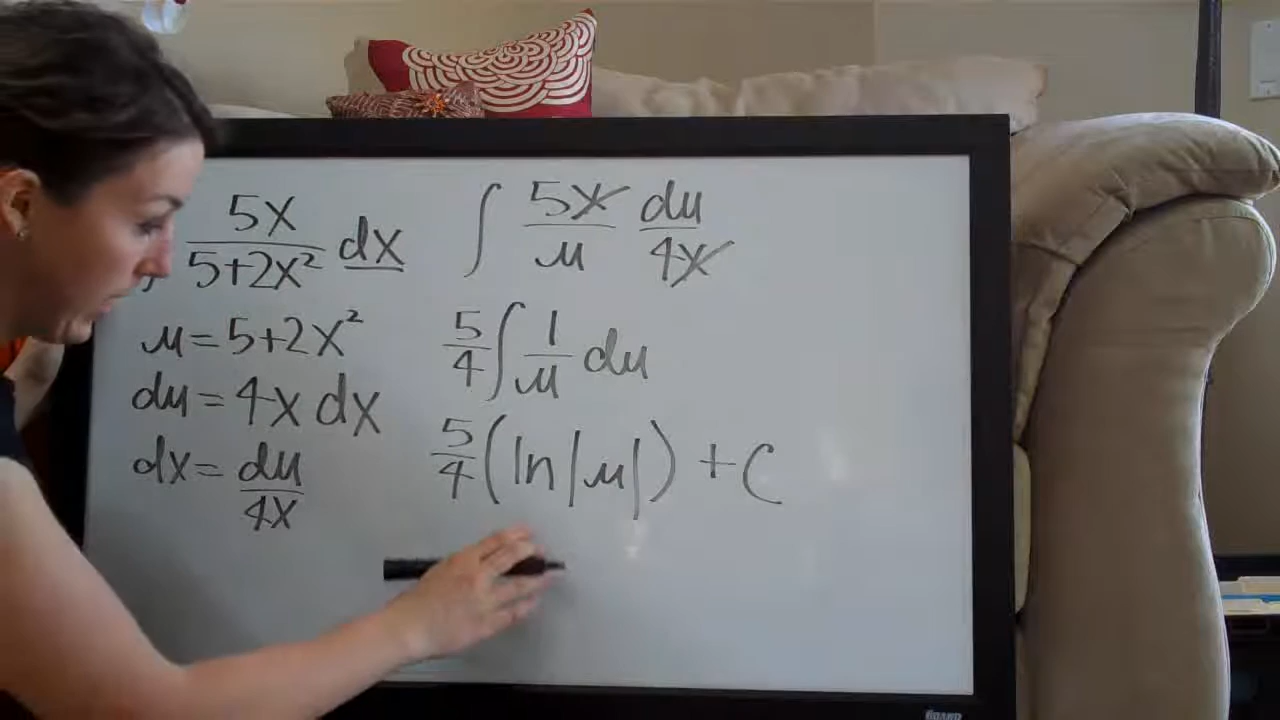 5x / 5+2x² dx
u = 5+2x²
du = 4x dx
dx = du / 4x
∫ 5x / u du / 4x
5/4 ∫ 1/u du
5/4 (ln|u|) + C